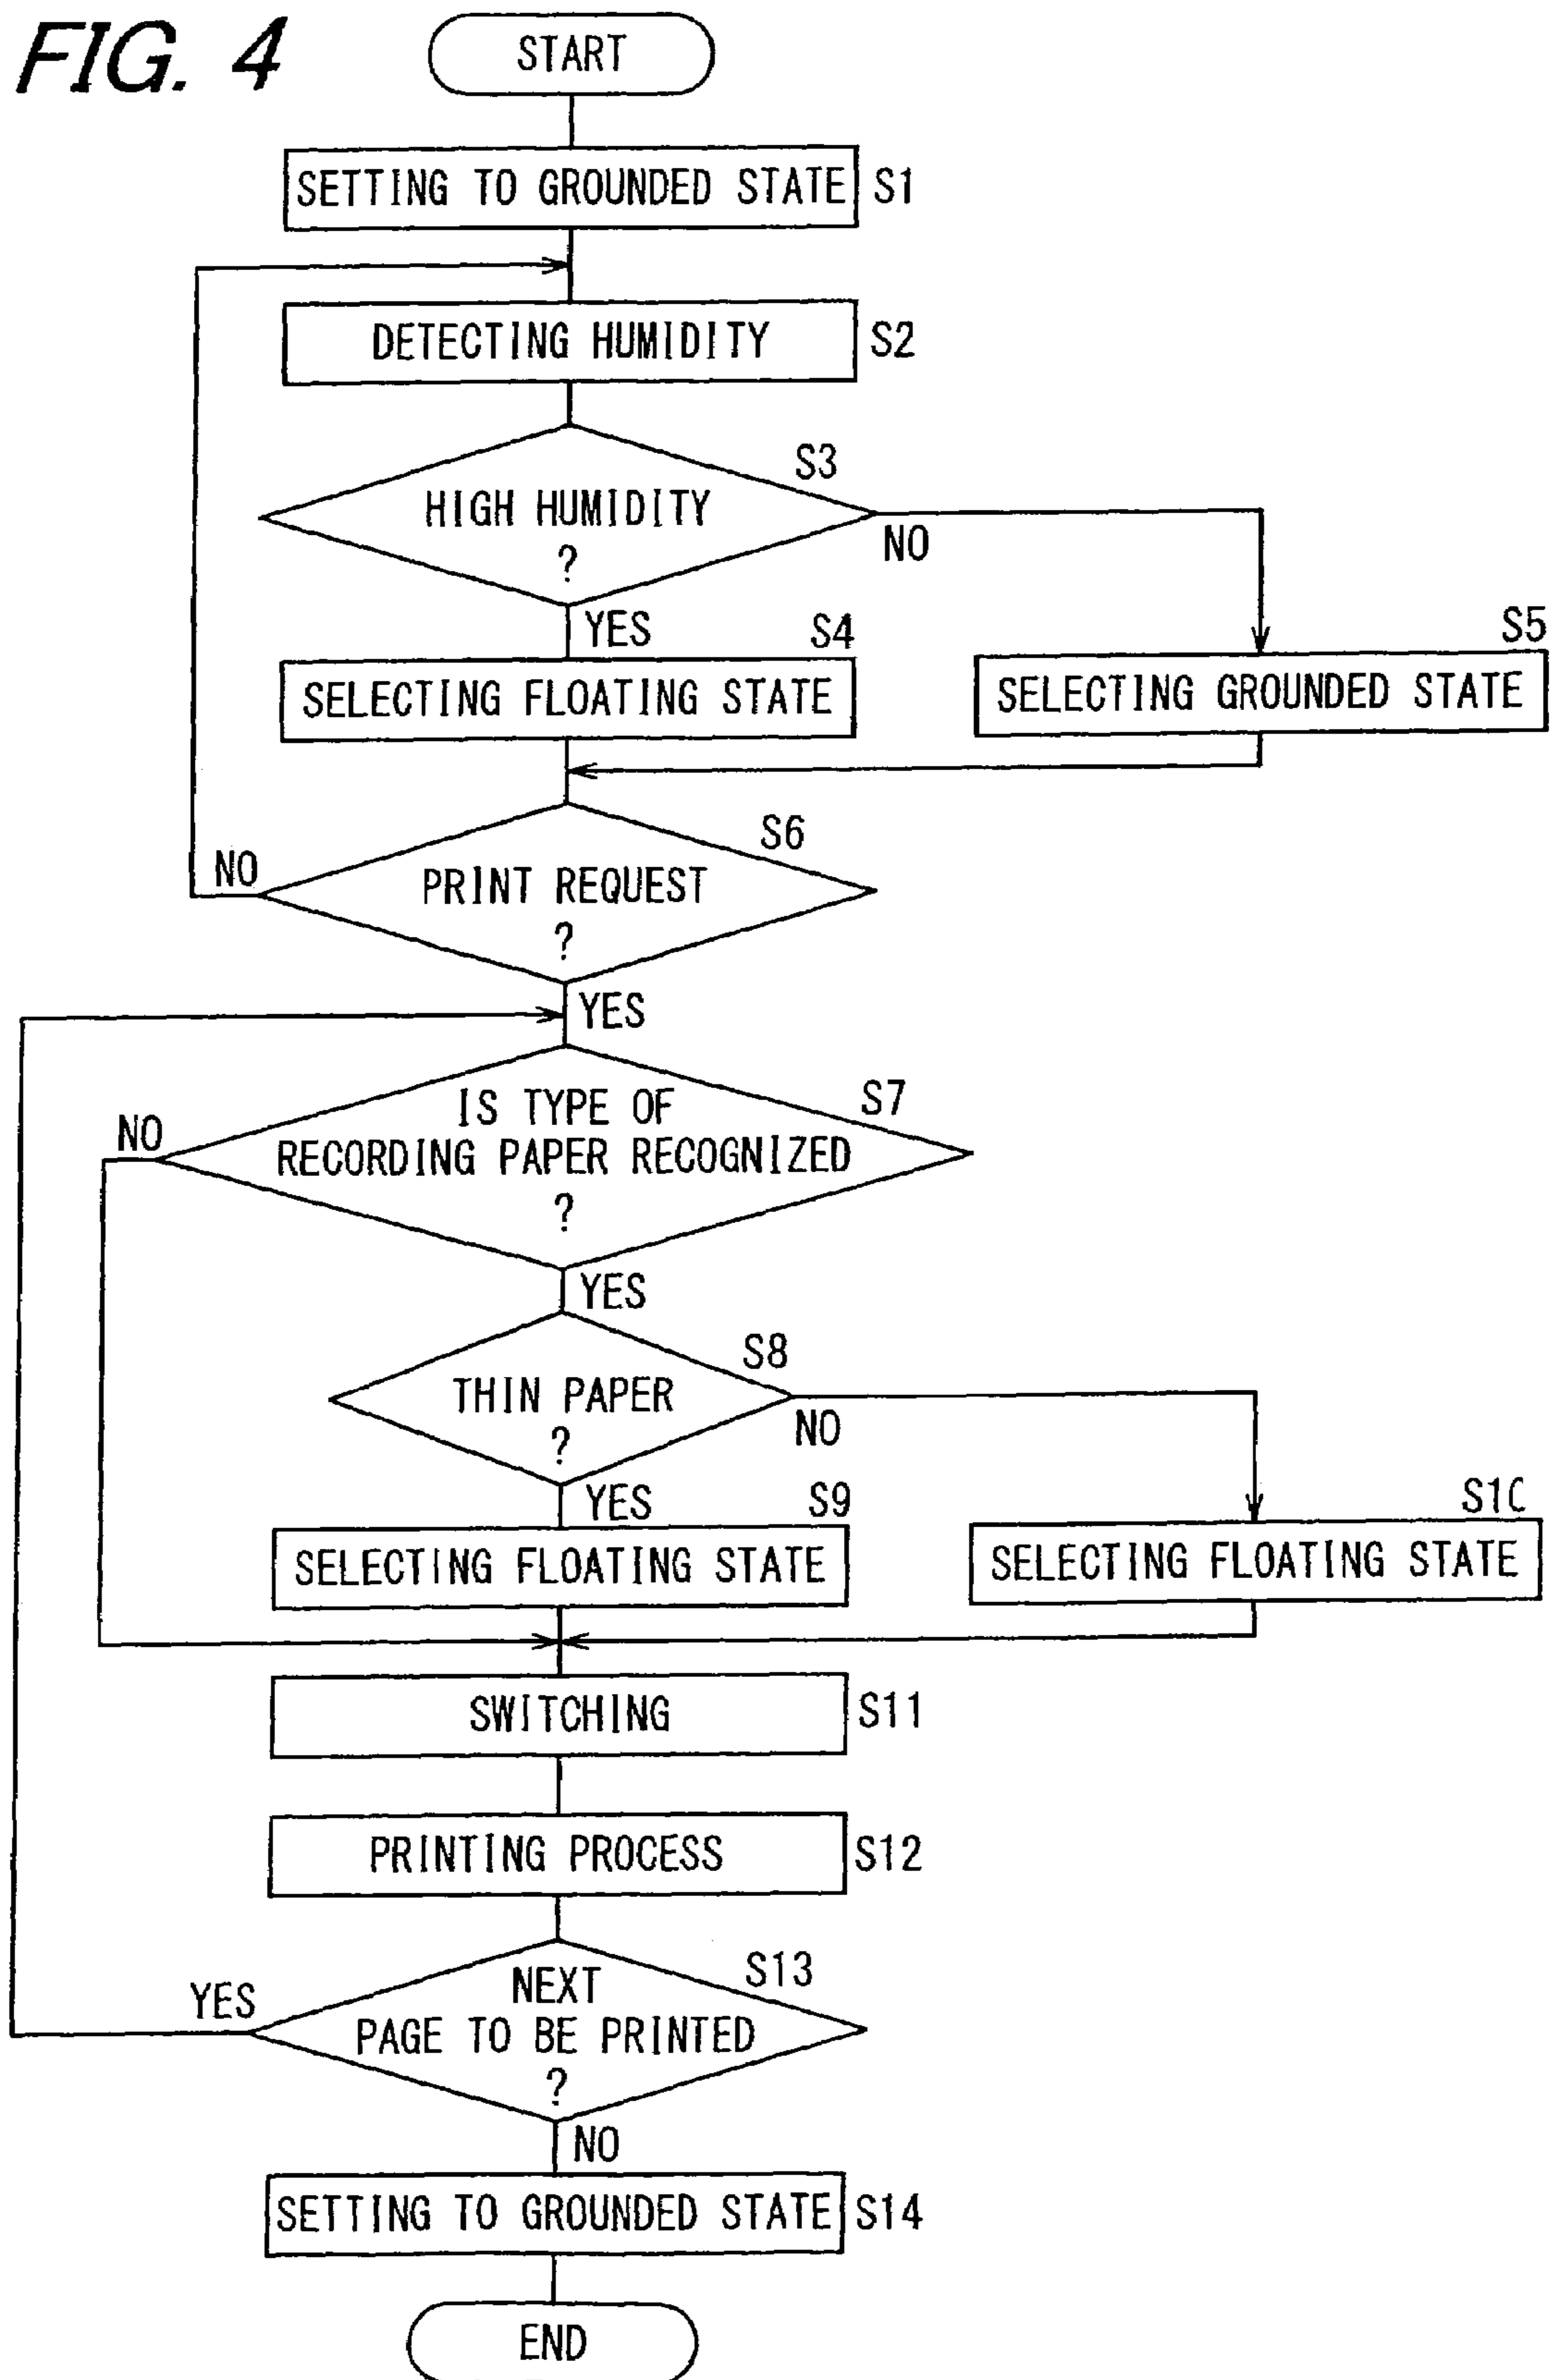 FIG. 4
START
SETTING TO GROUNDED STATE S1
DETECTING HUMIDITY S2
S3
HIGH HUMIDITY
?
NO
YES
S4
S5
SELECTING FLOATING STATE
SELECTING GROUNDED STATE
S6
NO
PRINT REQUEST
?
YES
S7
NO
IS TYPE OF
RECORDING PAPER RECOGNIZED
?
YES
S8
THIN PAPER
?
NO
YES
S9
S10
SELECTING FLOATING STATE
SELECTING FLOATING STATE
SWITCHING S11
PRINTING PROCESS S12
S13
YES
NEXT
PAGE TO BE PRINTED
?
NO
SETTING TO GROUNDED STATE S14
END